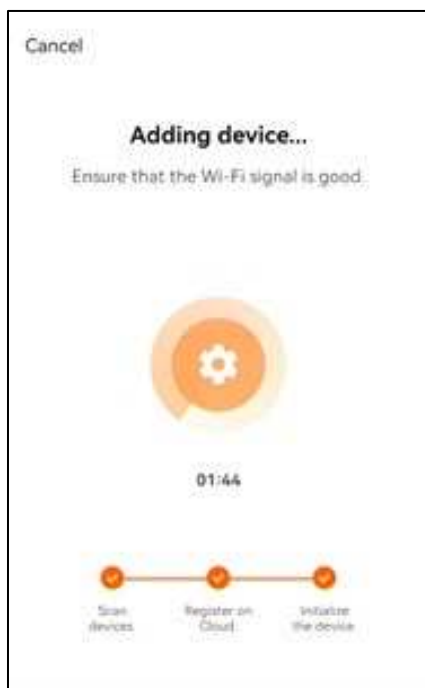 Cancel
Adding device...
Ensure that the Wi-Fi signal is good
01:44
Scan
devices
Register on
Cloud
Initialize
the device